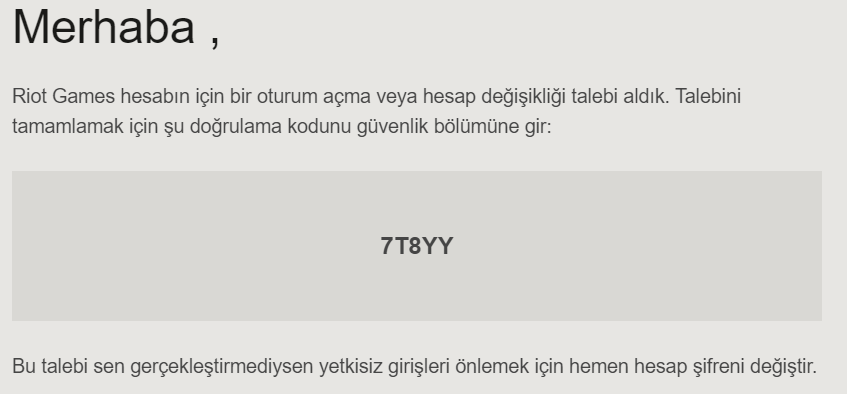 Merhaba ,
Riot Games hesabın için bir oturum açma veya hesap değişikliği talebi aldık. Talebini
tamamlamak için şu doğrulama kodunu güvenlik bölümüne gir:
7T8YY
Bu talebi sen gerçekleştirmediysen yetkisiz girişleri önlemek için hemen hesap şifreni değiştir.